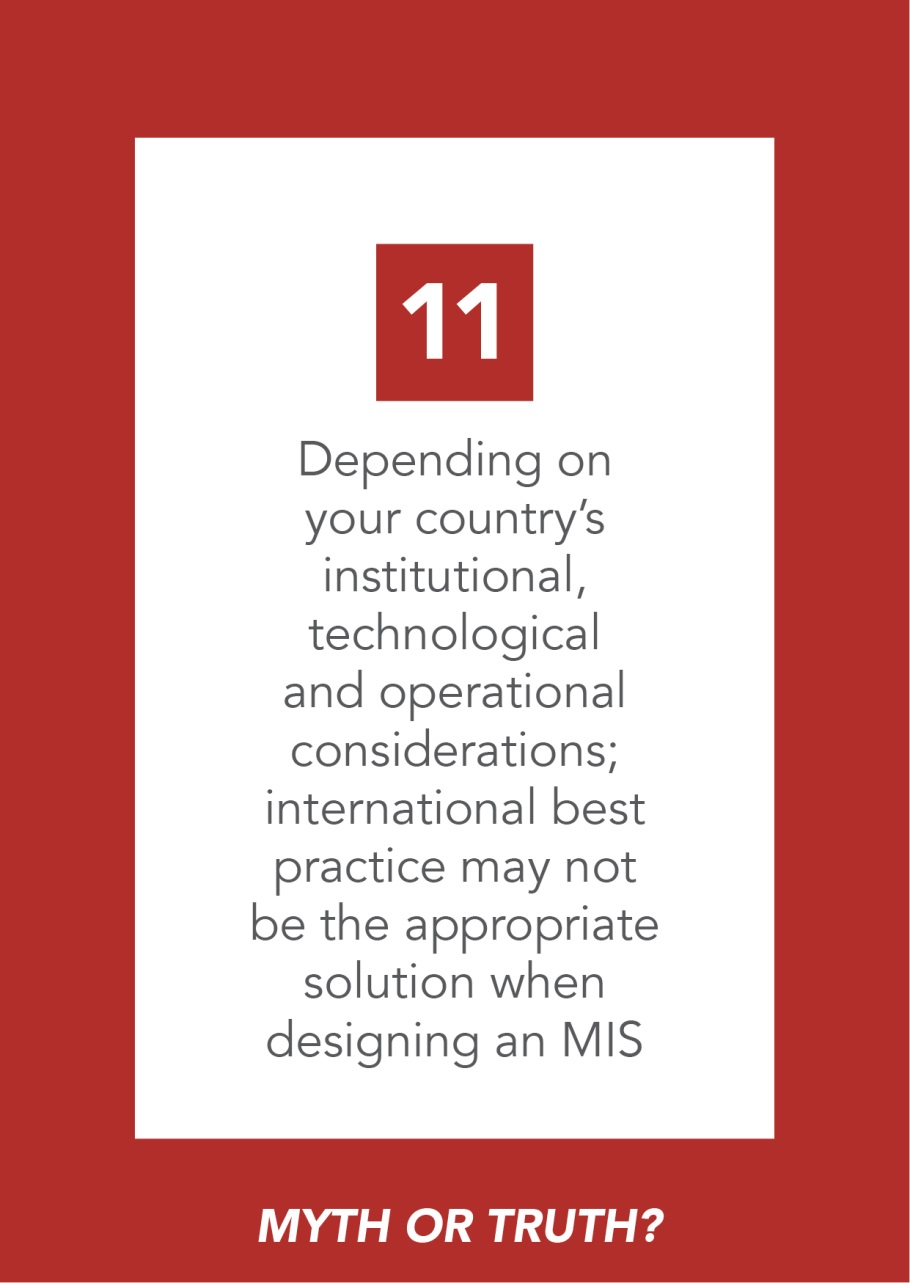 11
Depending on
your country’s
institutional,
technological
and operational
considerations;
international best
practice may not
be the appropriate
solution when
designing an MIS
MYTH OR TRUTH?